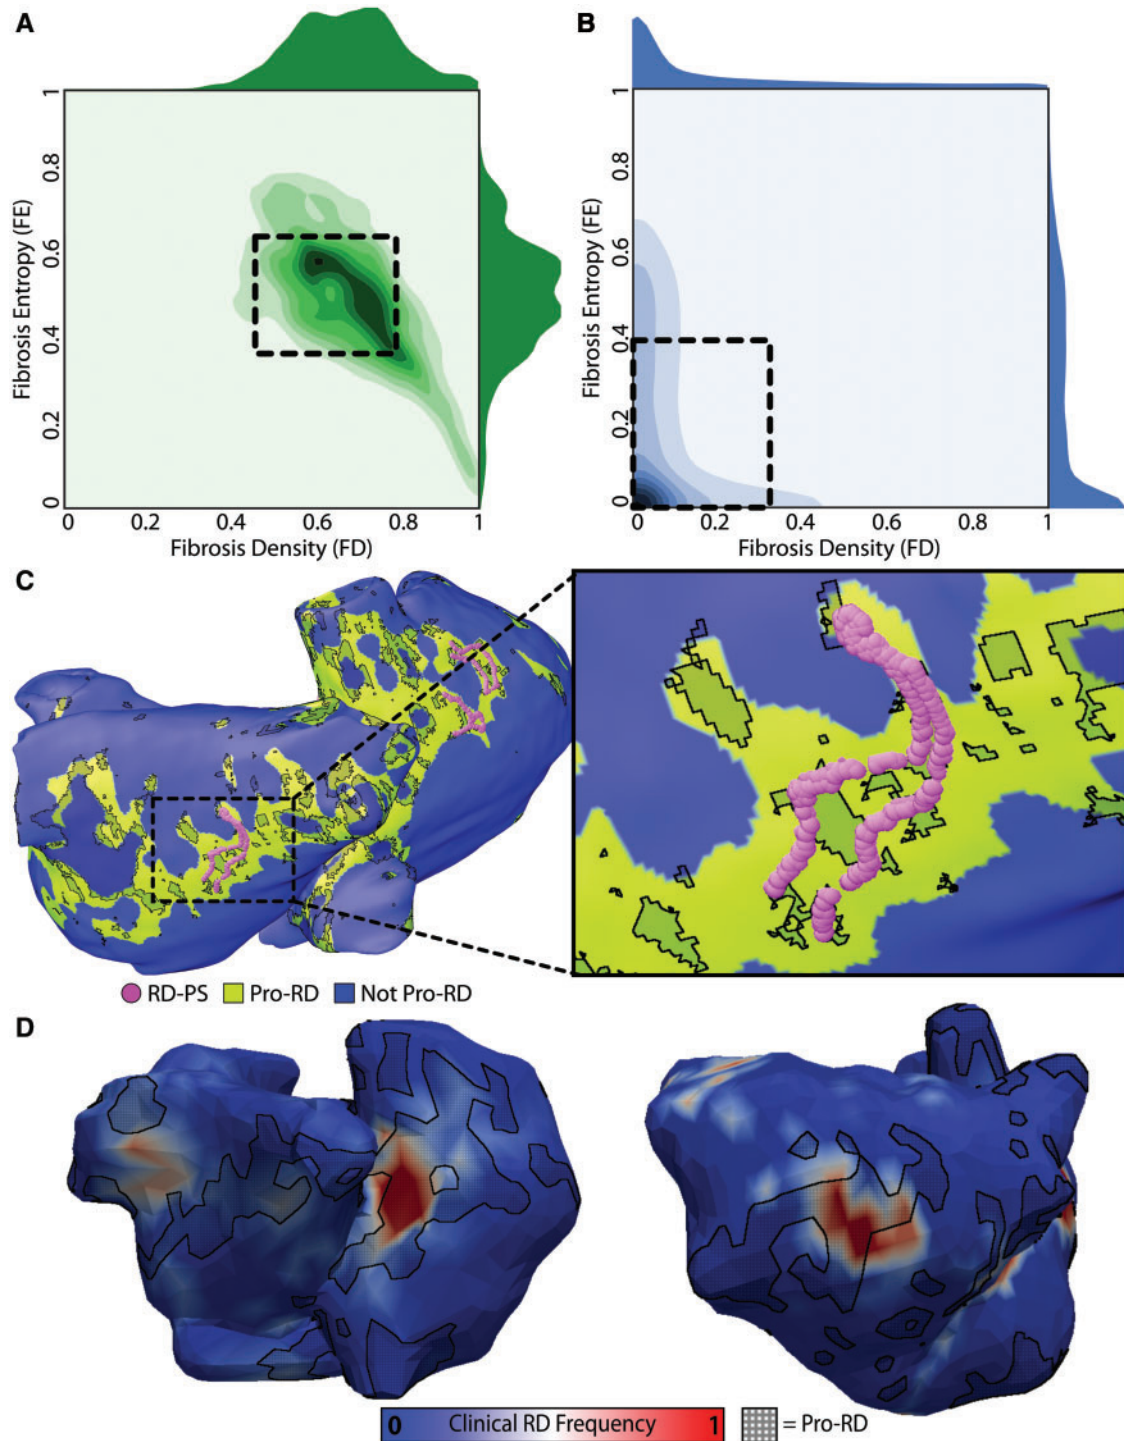 A
B
1
0.8
0.6
0.4
0.2
0
Fibrosis Entropy (FE)
0 0.2 0.4 0.6 0.8 1
Fibrosis Density (FD)
1
0.8
0.6
0.4
0.2
0
Fibrosis Entropy (FE)
0 0.2 0.4 0.6 0.8 1
Fibrosis Density (FD)
C
RD-PS Pro-RD Not Pro-RD
D
0 Clinical RD Frequency 1 = Pro-RD